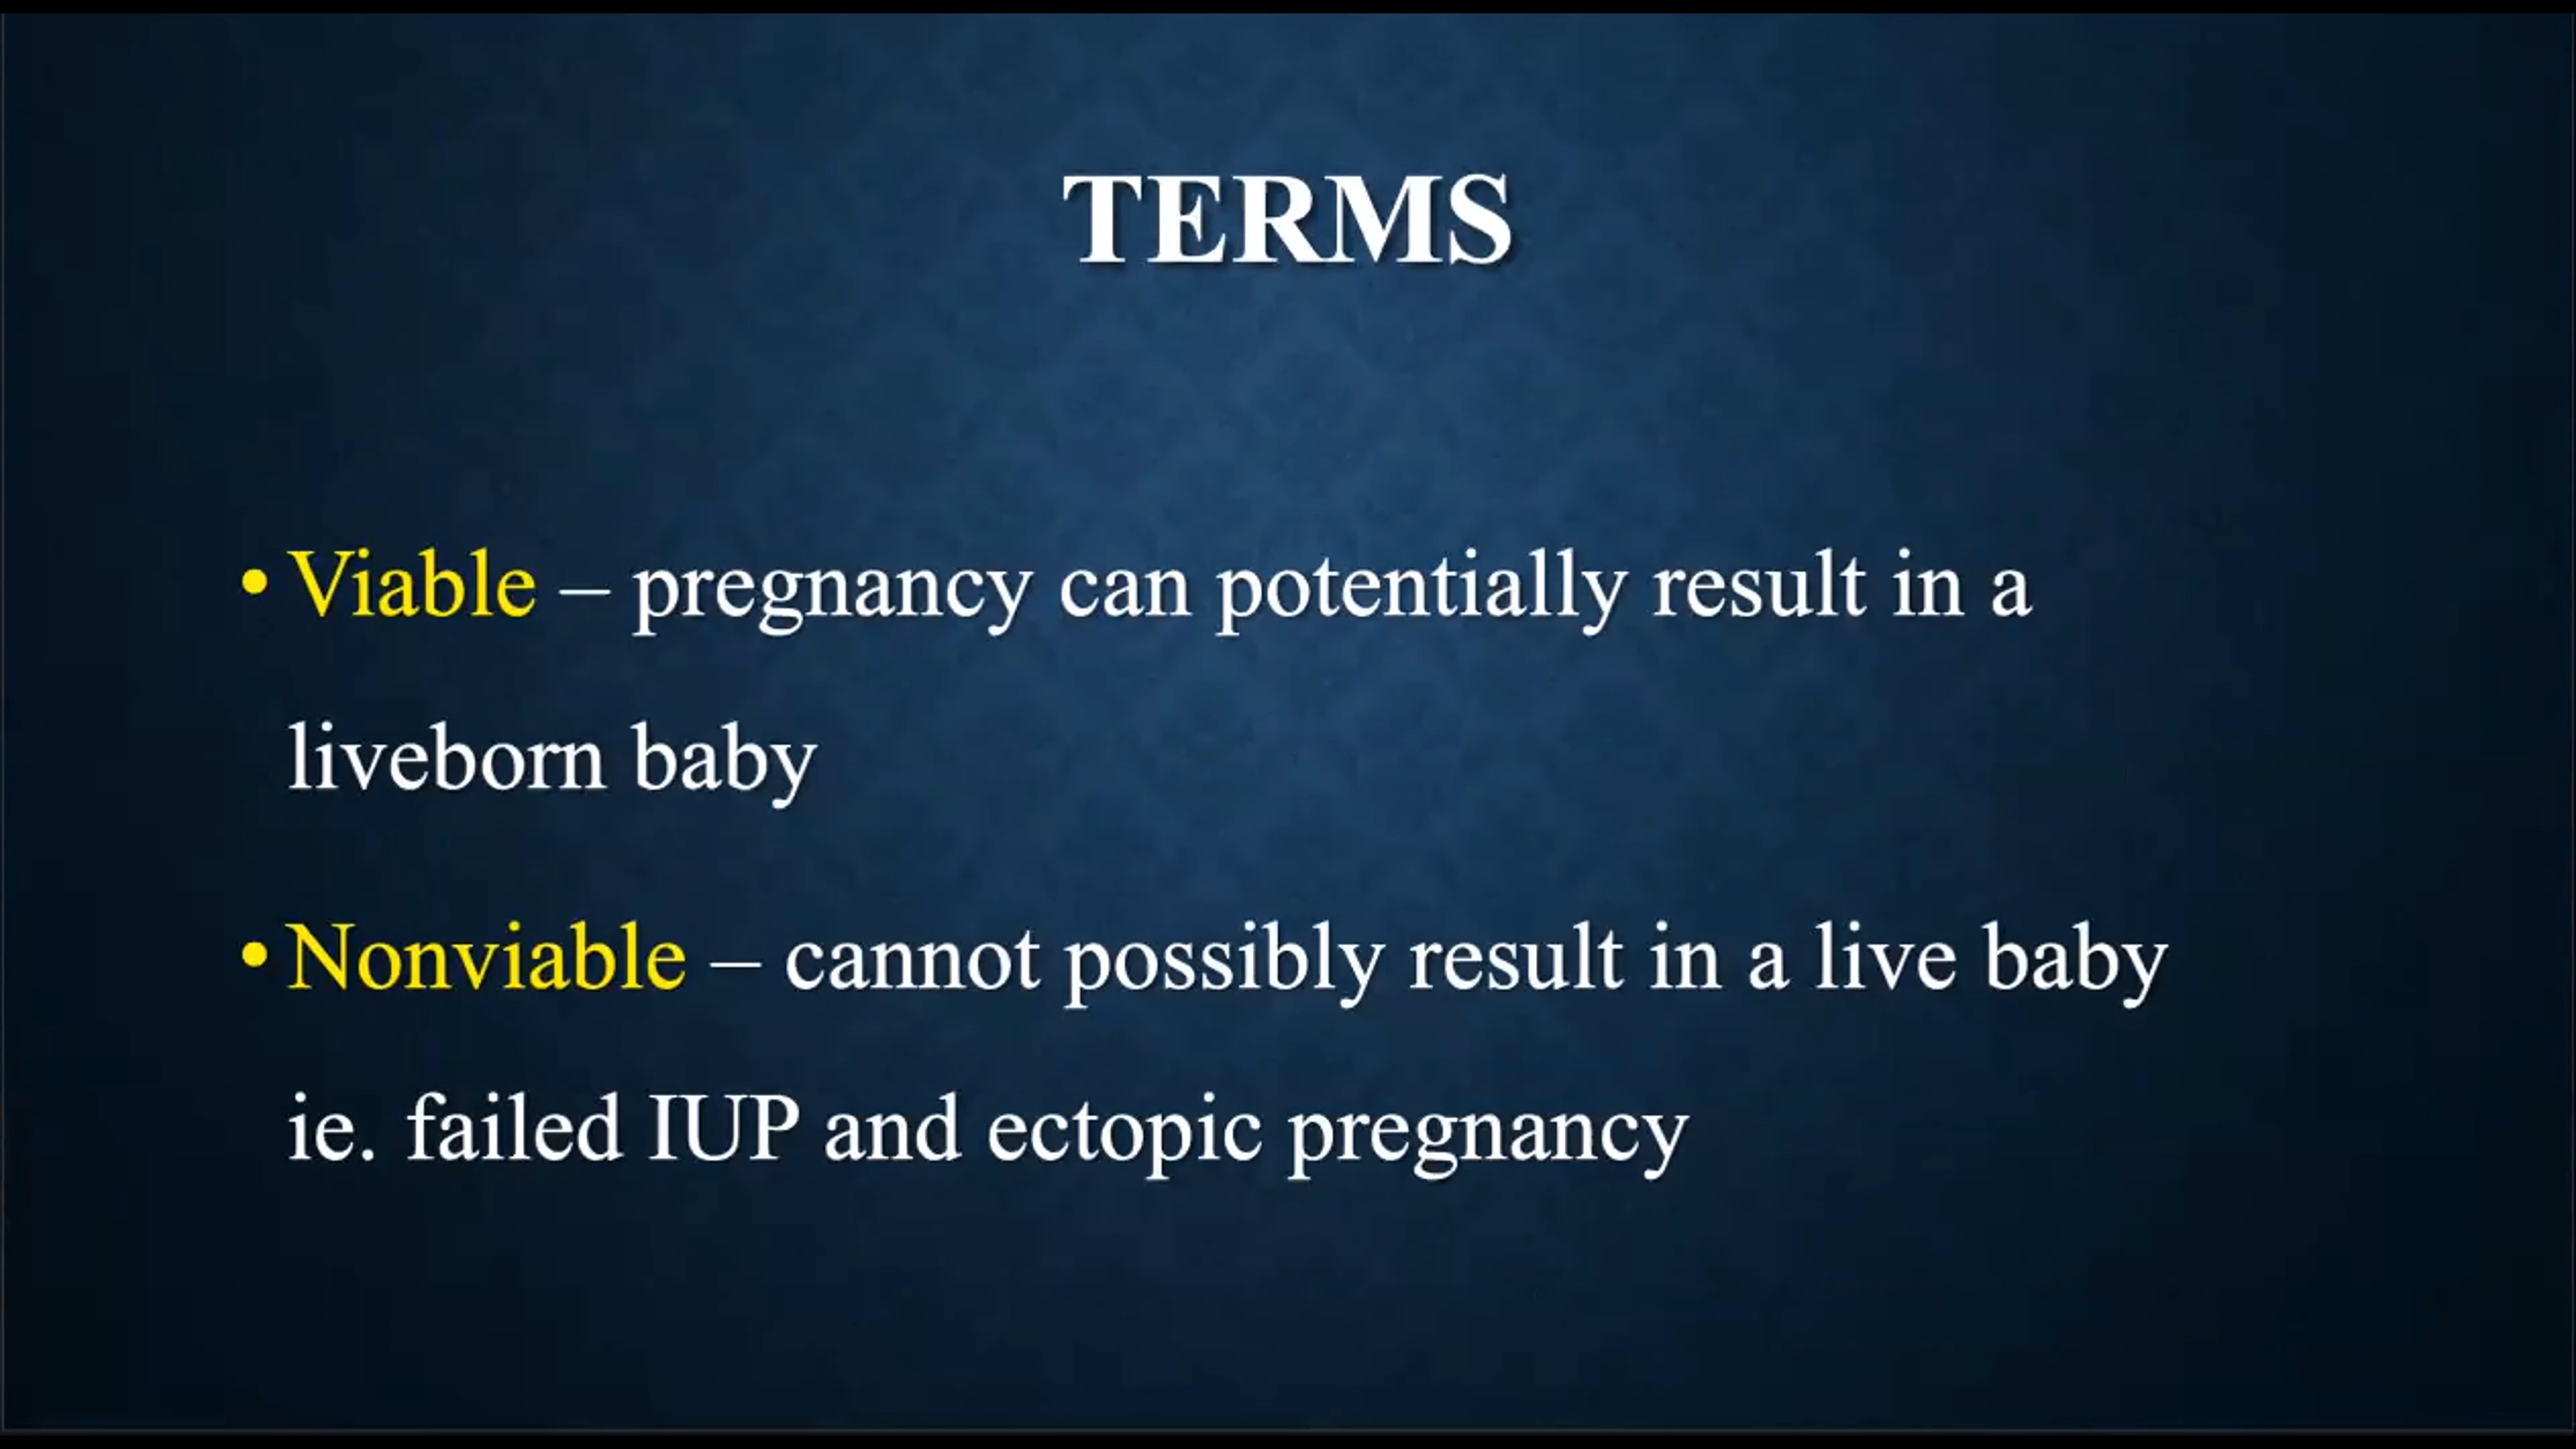 TERMS
• Viable – pregnancy can potentially result in a
liveborn baby
• Nonviable – cannot possibly result in a live baby
ie. failed IUP and ectopic pregnancy